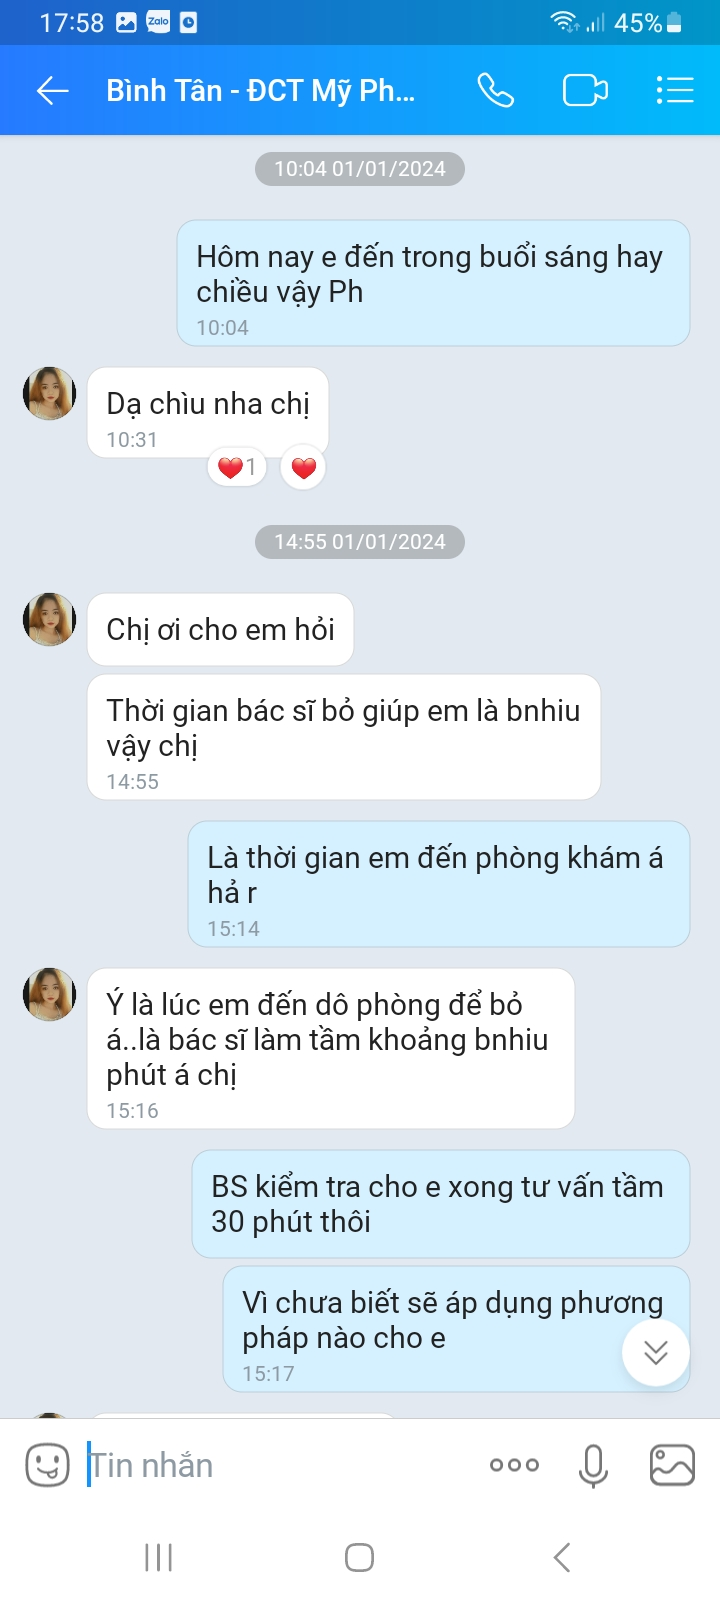 17:58 Zalo 45%
Bình Tân - ĐCT Mỹ Ph...
10:04 01/01/2024
Hôm nay e đến trong buổi sáng hay
chiều vậy Ph
10:04
Dạ chìu nha chị
10:31
1
14:55 01/01/2024
Chị ơi cho em hỏi
Thời gian bác sĩ bỏ giúp em là bnhiu
vậy chị
14:55
Là thời gian em đến phòng khám á
hả r
15:14
Ý là lúc em đến dô phòng để bỏ
á..là bác sĩ làm tầm khoảng bnhiu
phút á chị
15:16
BS kiểm tra cho e xong tư vấn tầm
30 phút thôi
Vì chưa biết sẽ áp dụng phương
pháp nào cho e
15:17
Tin nhắn